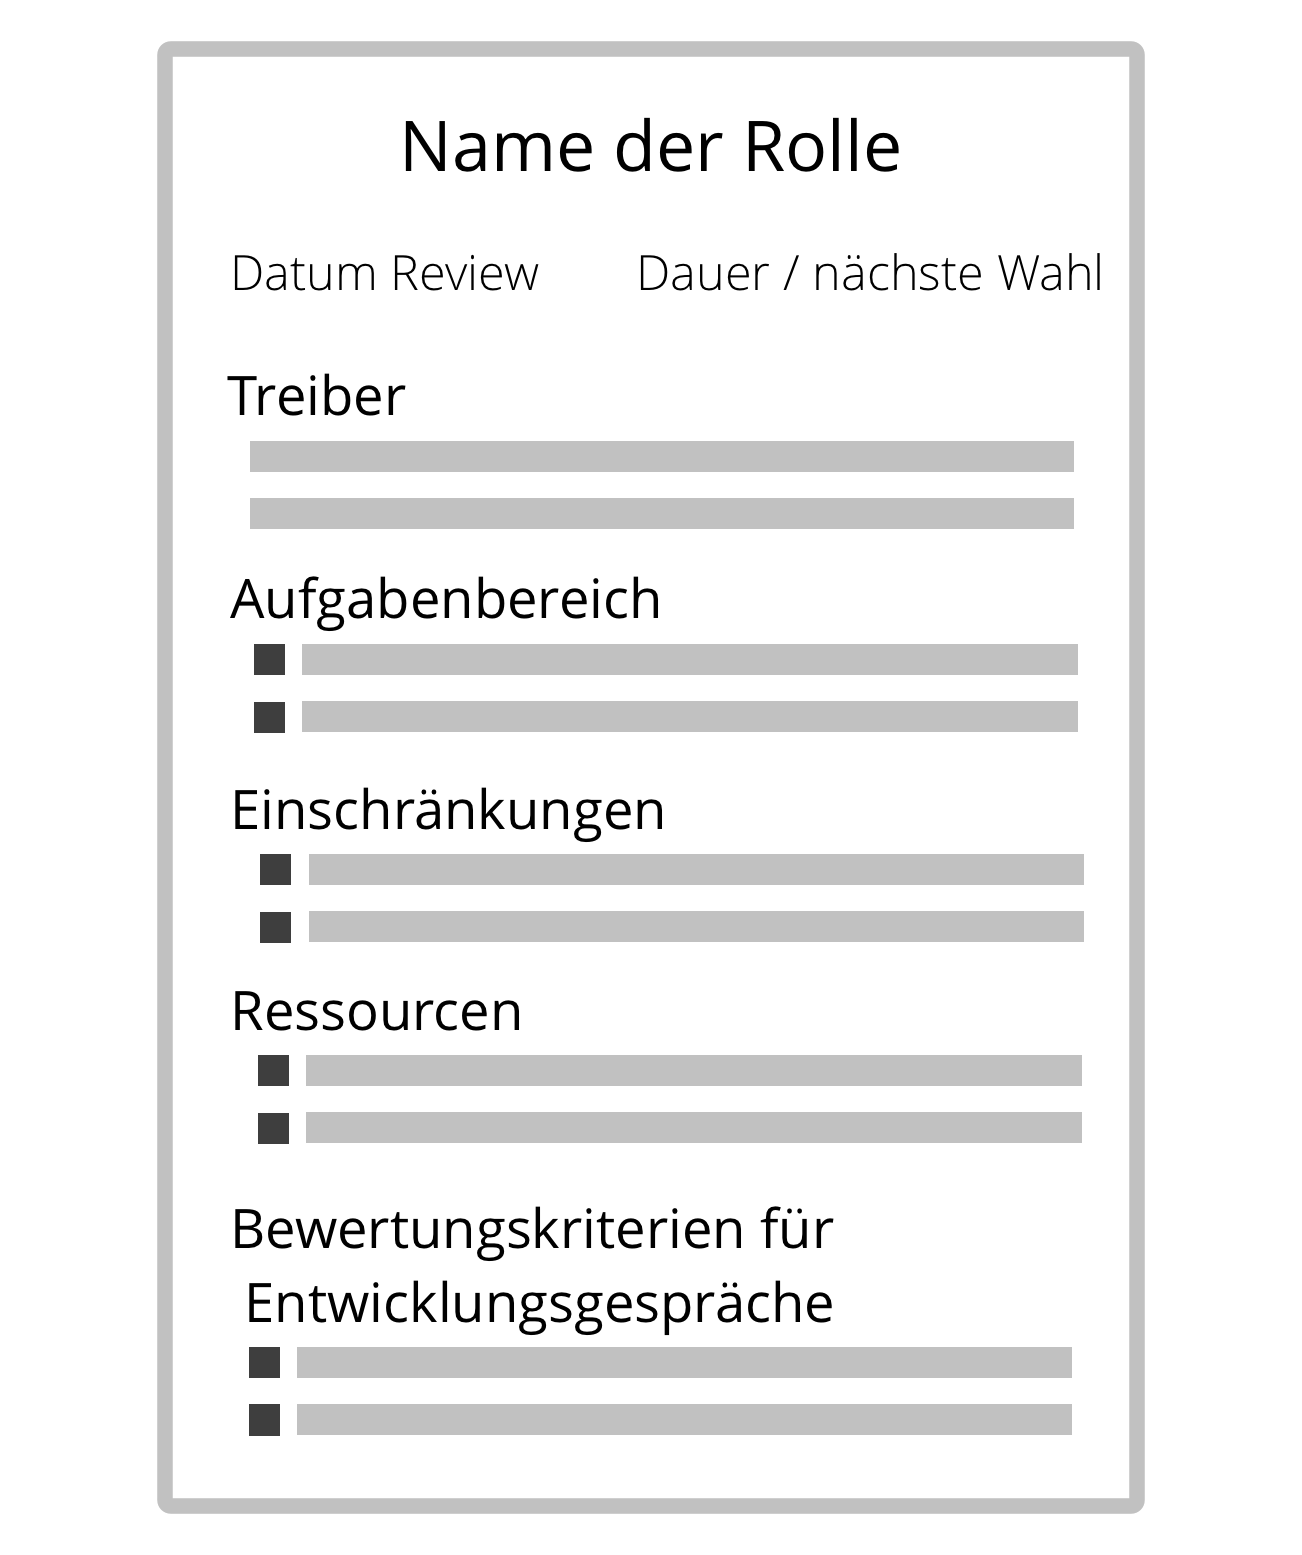 Name der Rolle
Datum Review Dauer / nächste Wahl
Treiber
Aufgabenbereich
Einschränkungen
Ressourcen
Bewertungskriterien für
Entwicklungsgespräche